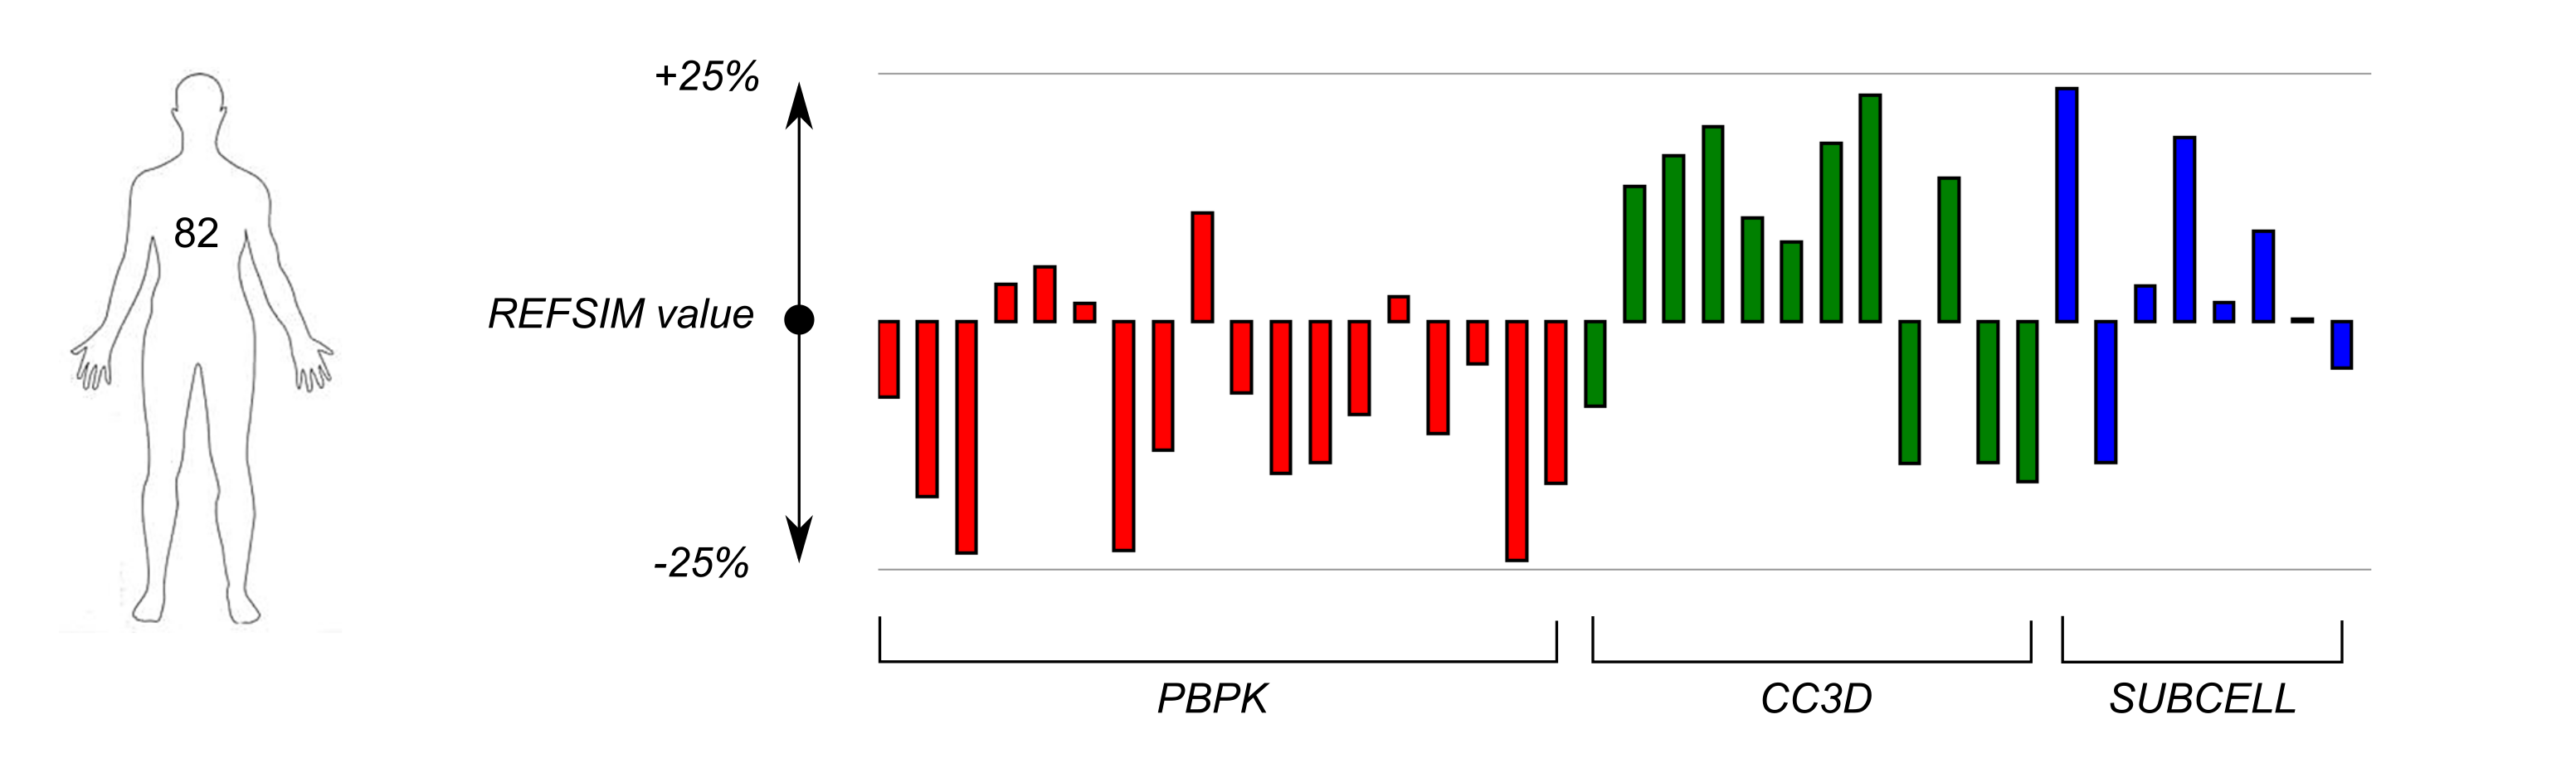 82
+25%
REFSIM value
-25%
PBPK
CC3D
SUBCELL